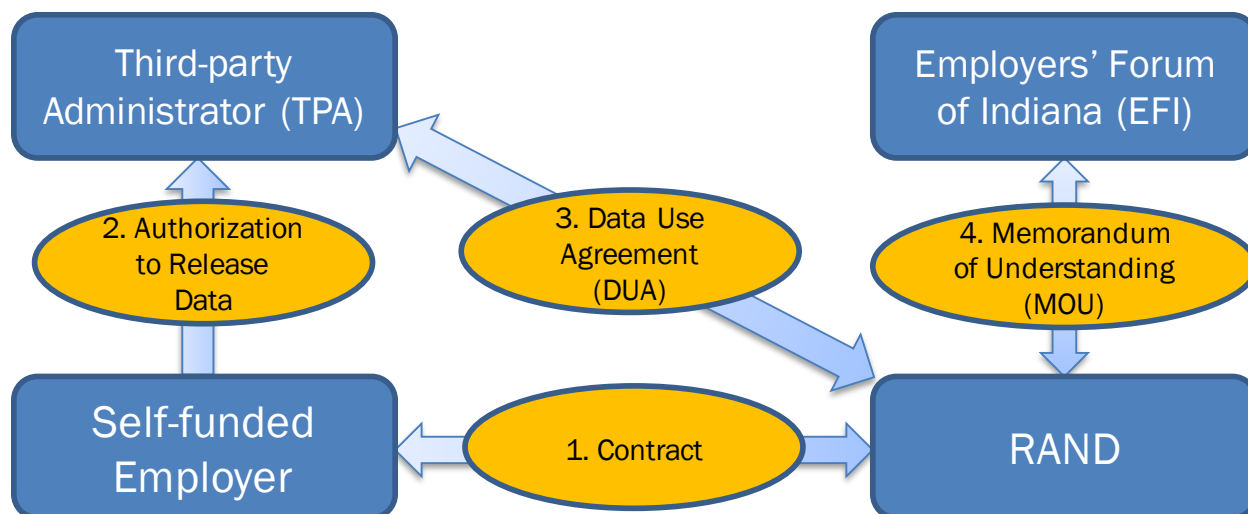 Third-party
Administrator (TPA)
Employers’ Forum
of Indiana (EFI)
2. Authorization
to Release
Data
3. Data Use
Agreement
(DUA)
4. Memorandum
of Understanding
(MOU)
Self-funded
Employer
1. Contract
RAND